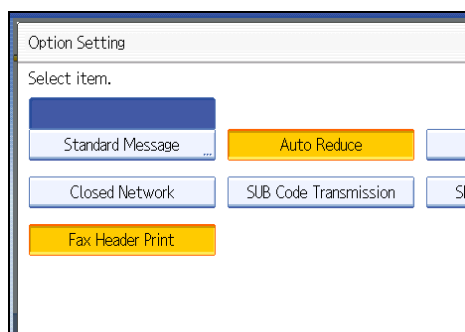 Option Setting
Select item.
Standard Message ...
Auto Reduce
Closed Network
SUB Code Transmission
Fax Header Print